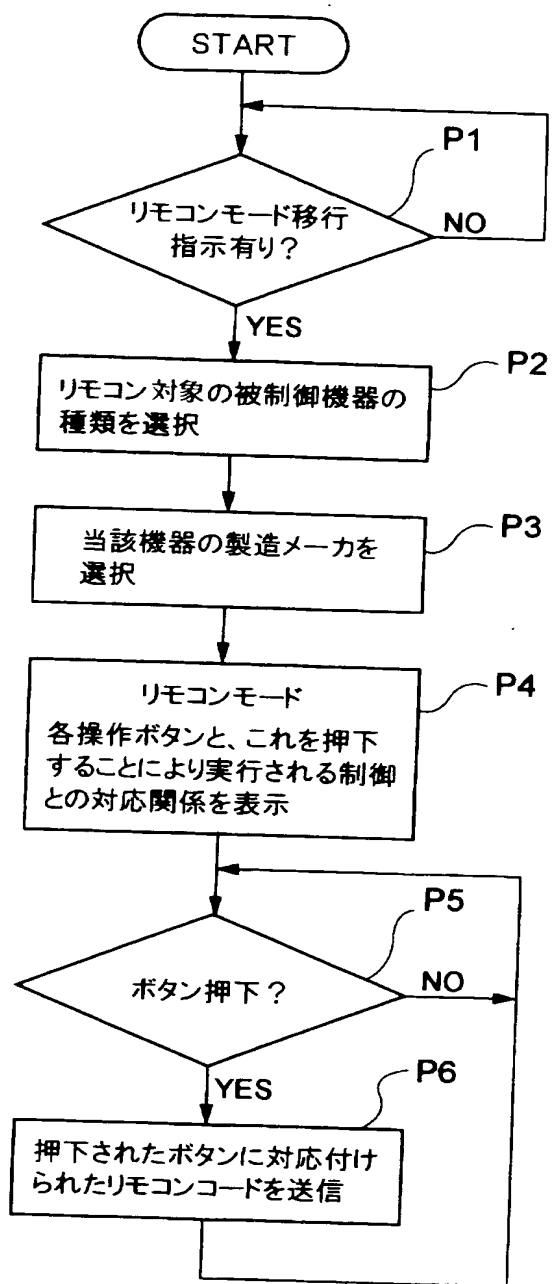 START
P1
リモコンモード移行
指示有り？
NO
YES
P2
リモコン対象の被制御機器の
種類を選択
P3
当該機器の製造メーカを
選択
P4
リモコンモード
各操作ボタンと、これを押下
することにより実行される制御
との対応関係を表示
P5
ボタン押下？
NO
YES
P6
押下されたボタンに対応付け
られたリモコンコードを送信